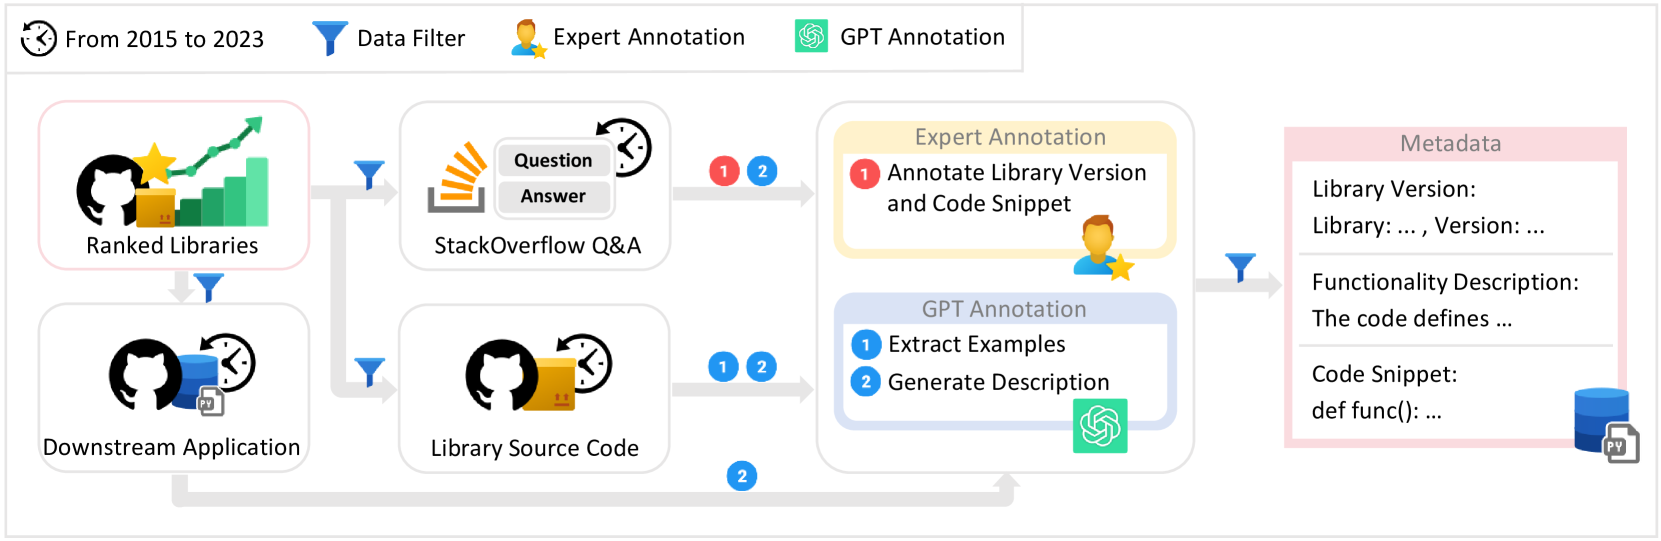 From 2015 to 2023
Data Filter
Expert Annotation
GPT Annotation
Ranked Libraries
Question
Answer
StackOverflow Q&A
1 2
Expert Annotation
1 Annotate Library Version
and Code Snippet
GPT Annotation
1 Extract Examples
2 Generate Description
Metadata
Library Version:
Library: ... , Version: ...
Functionality Description:
The code defines ...
Code Snippet:
def func(): ...
PY
PY
Downstream Application
Library Source Code
1 2
2